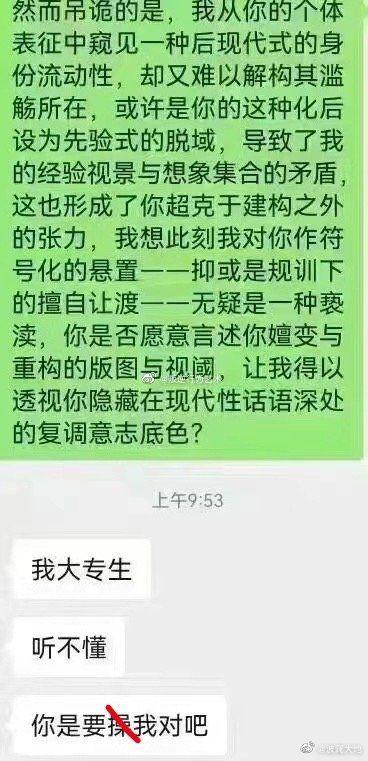 然而吊诡的是，我从你的个体
表征中窥见一种后现代式的身
份流动性，却又难以解构其滥
觞所在，或许是你的这种化后
设为先验式的脱域，导致了我
的经验视景与想象集合的矛盾，
这也形成了你超克于建构之外
的张力，我想此刻我对你作符
号化的悬置——抑或是规训下
的擅自让渡——无疑是一种亵
渎，你是否愿意言述你嬗变与
重构的版图与视阈，让我得以
透视你隐藏在现代性话语深处
的复调意志底色？
上午9:53
我大专生
听不懂
你是要操我对吧